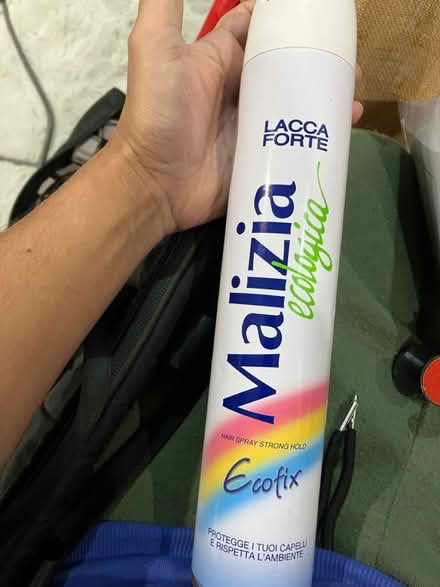 LACCA
FORTE
Malizia
ecologica
HAIR SPRAY STRONG HOLD
Ecofix
PROTEGGE I TUOI CAPELLI
E RISPETTA L'AMBIENTE